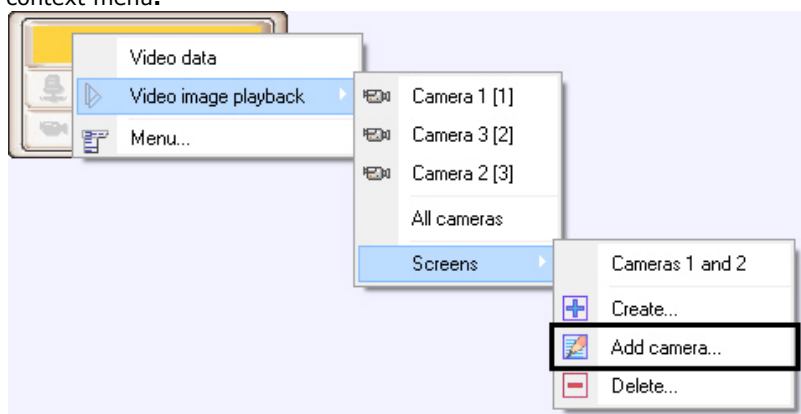 context menu.
Video data
Video image playback
Menu...
Camera 1 [1]
Camera 3 [2]
Camera 2 [3]
All cameras
Screens
Cameras 1 and 2
Create...
Add camera...
Delete...